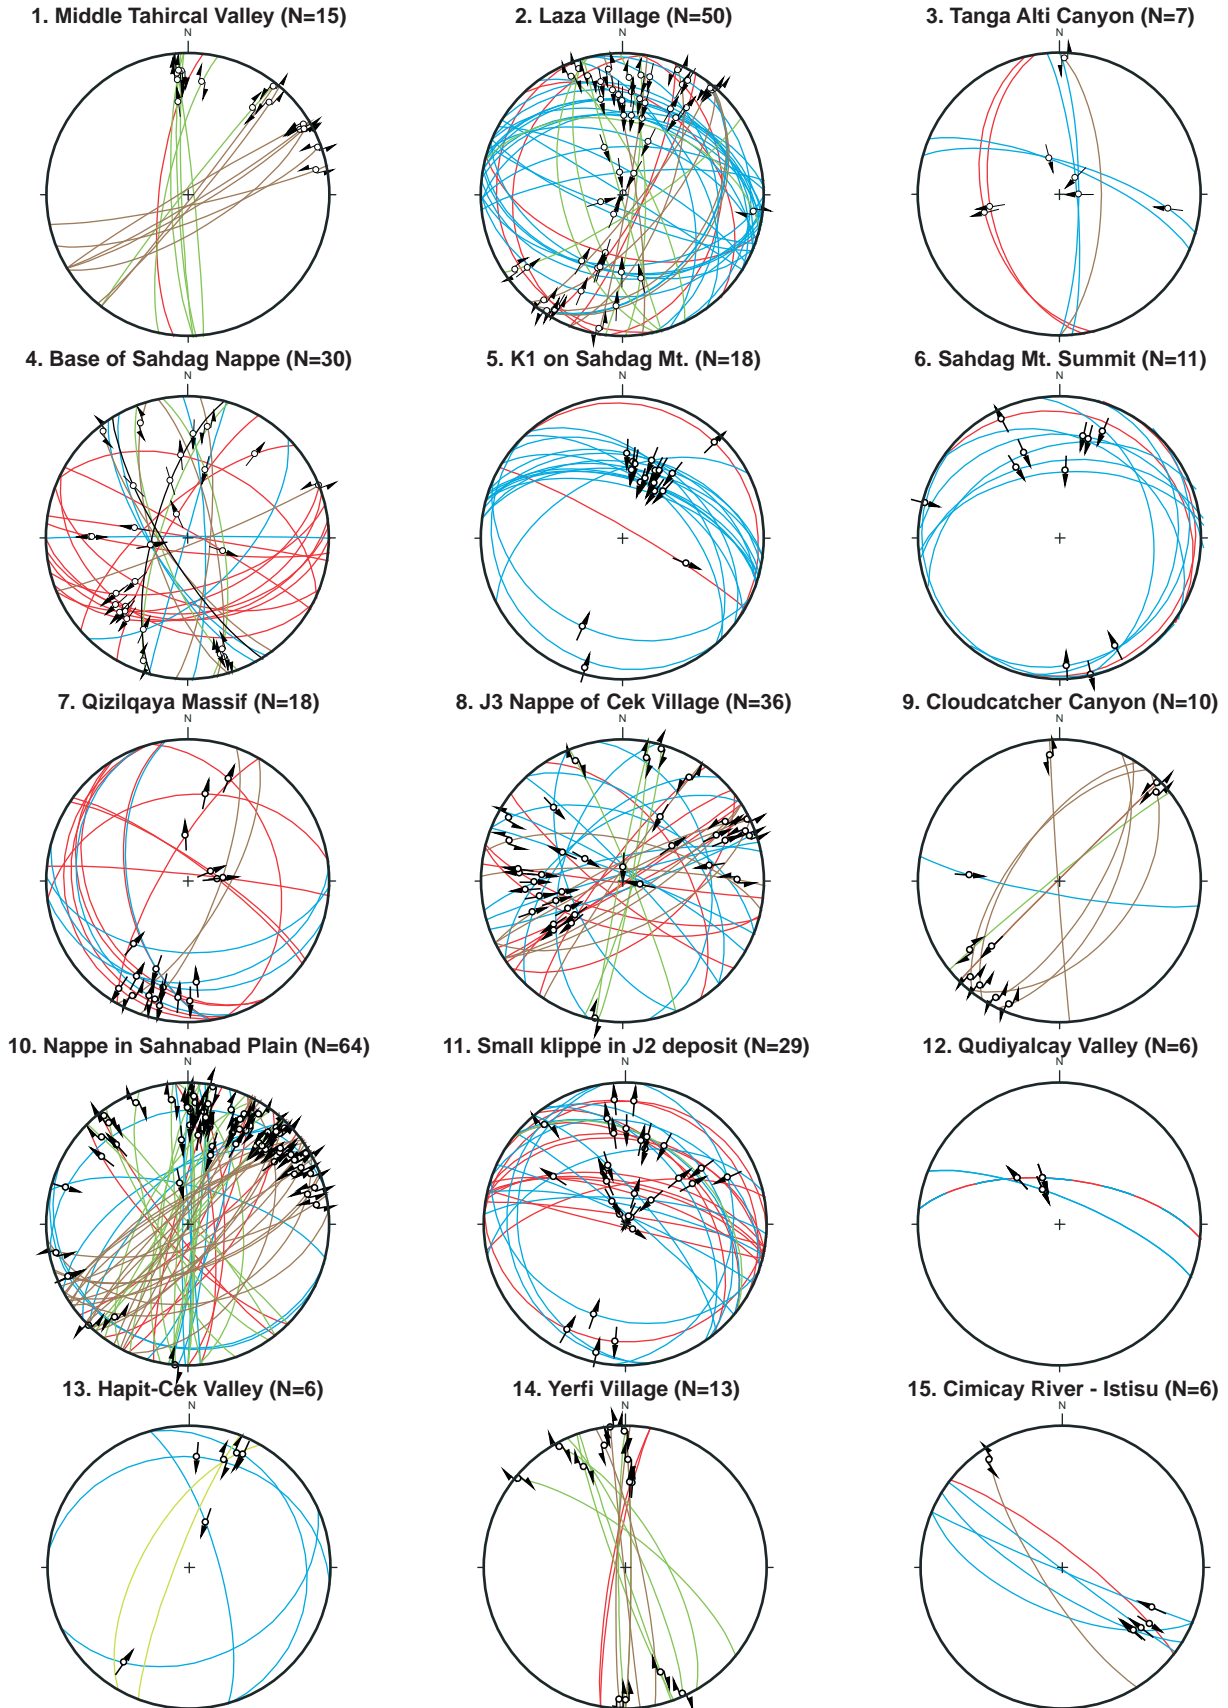 1. Middle Tahircal Valley (N=15)
2. Laza Village (N=50)
3. Tanga Alti Canyon (N=7)
N
N
N
4. Base of Sahdag Nappe (N=30)
5. K1 on Sahdag Mt. (N=18)
6. Sahdag Mt. Summit (N=11)
N
N
N
7. Qizilqaya Massif (N=18)
8. J3 Nappe of Cek Village (N=36)
9. Cloudcatcher Canyon (N=10)
N
N
N
10. Nappe in Sahnabad Plain (N=64)
11. Small klippe in J2 deposit (N=29)
12. Qudiyalcay Valley (N=6)
N
N
N
13. Hapit-Cek Valley (N=6)
14. Yerfi Village (N=13)
15. Cimicay River - Istisu (N=6)
N
N
N